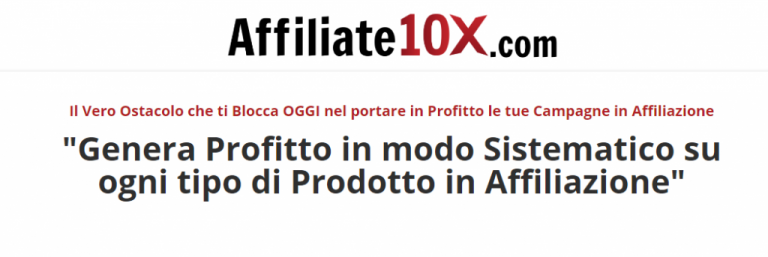 Affiliate10X.com
Il Vero Ostacolo che ti Blocca OGGI nel portare in Profitto le tue Campagne in Affiliazione
"Genera Profitto in modo Sistematico su
ogni tipo di Prodotto in Affiliazione"